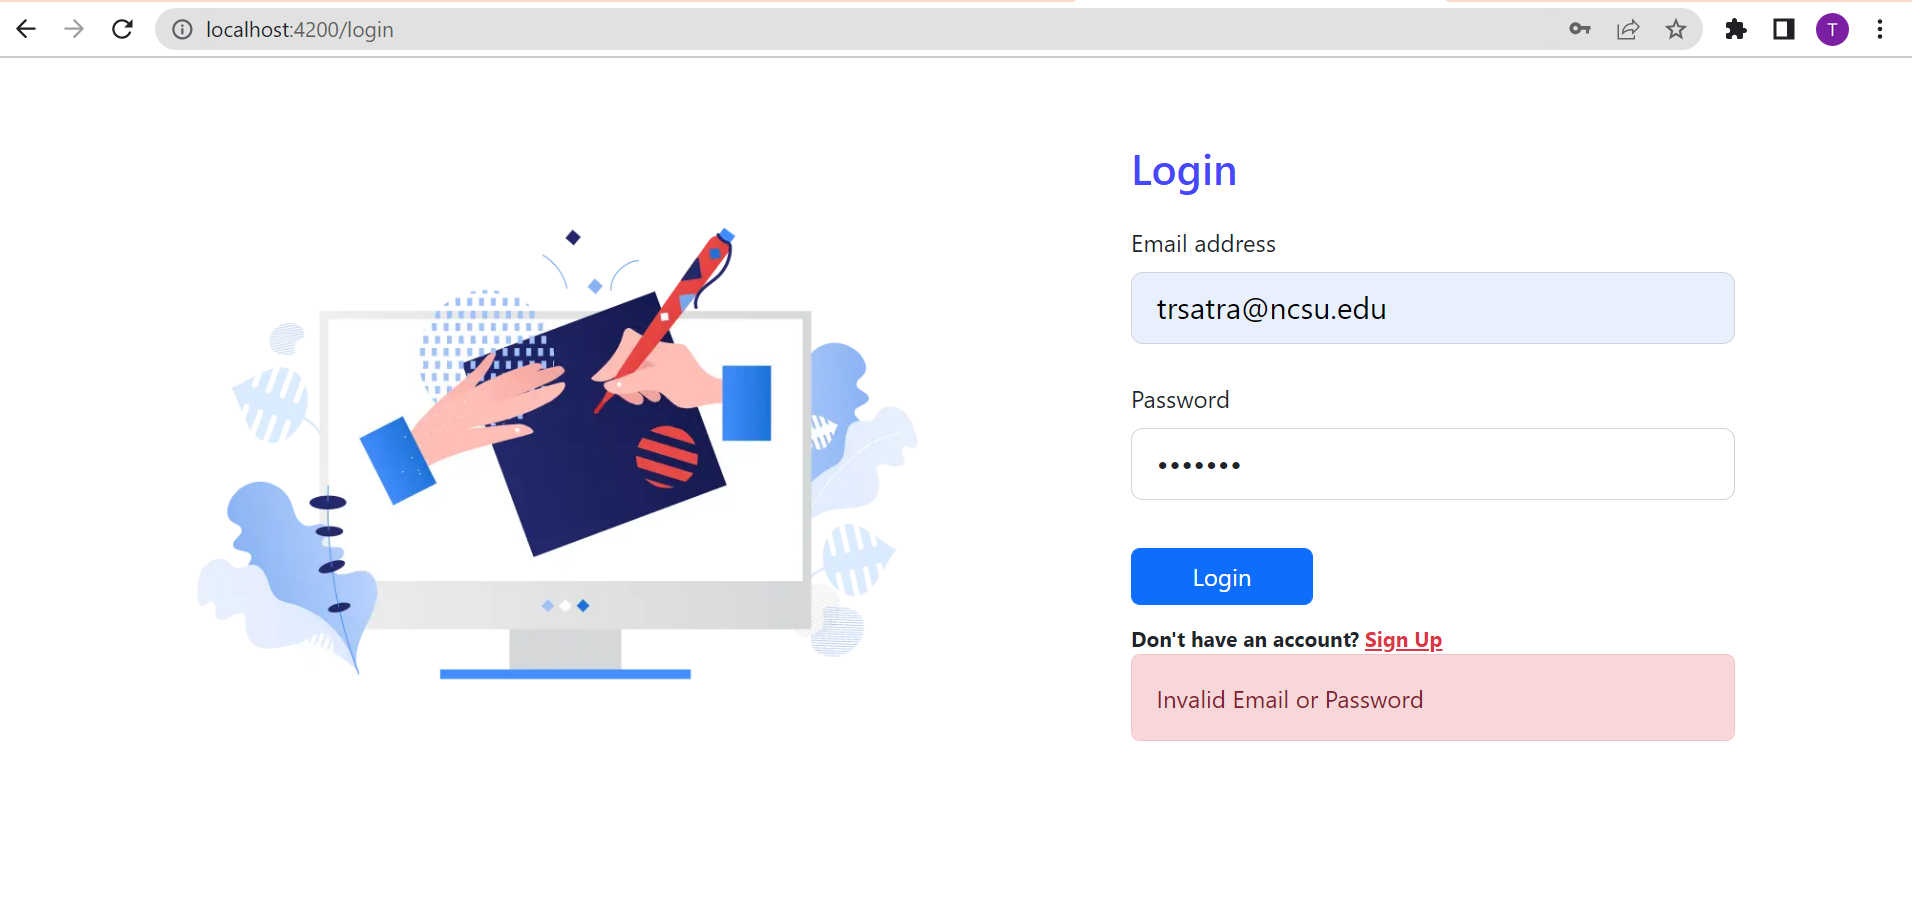 localhost:4200/login
T
Login
Email address
trsatra@ncsu.edu
Password
•••••••
Login
Don't have an account? Sign Up
Invalid Email or Password